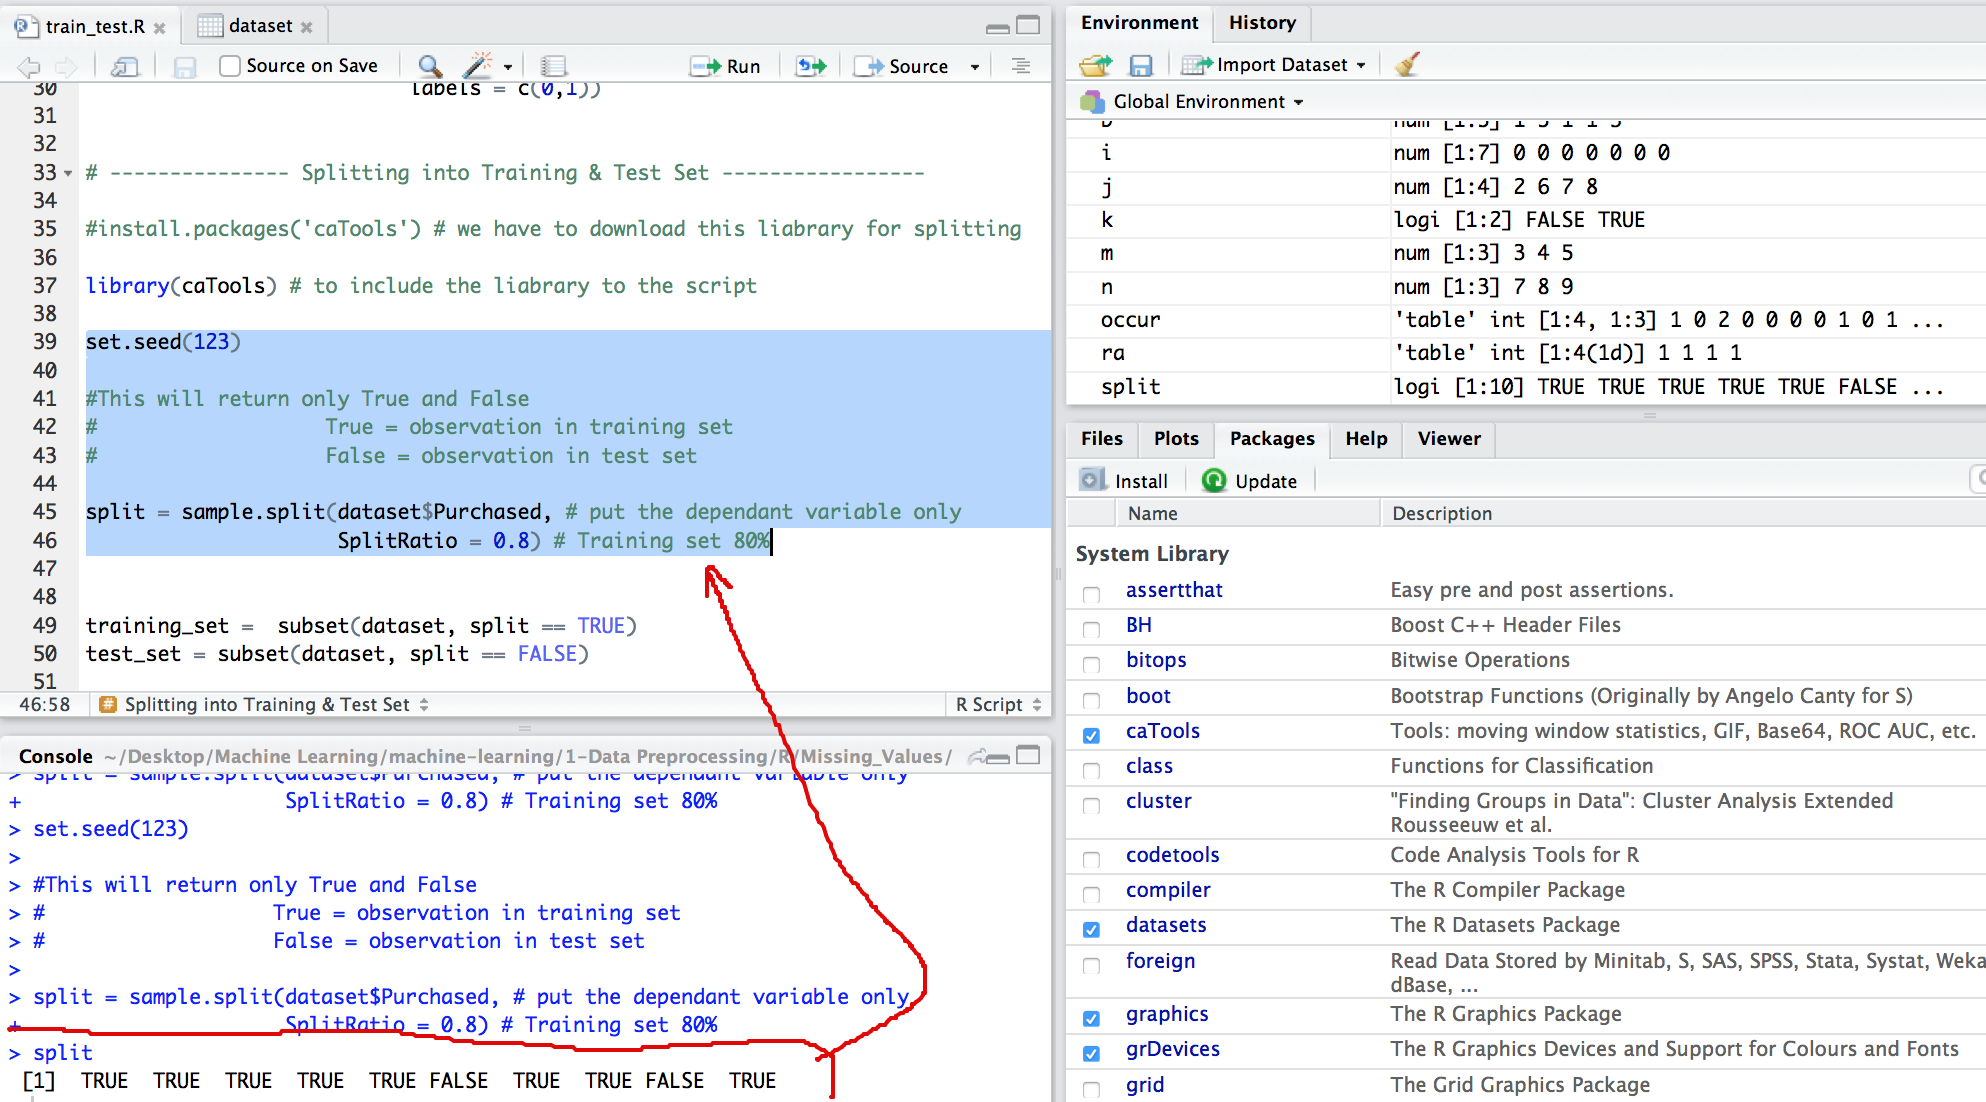 train_test.R
dataset
Source on Save
Run
Source
30 labels = c(0,1))
31
32
33 # --------------- Splitting into Training & Test Set -----------------
34
35 #install.packages('caTools') # we have to download this liabrary for splitting
36
37 library(caTools) # to include the liabrary to the script
38
39 set.seed(123)
40
41 #This will return only True and False
42 # True = observation in training set
43 # False = observation in test set
44
45 split = sample.split(dataset$Purchased, # put the dependant variable only
46 SplitRatio = 0.8) # Training set 80%
47
48
49 training_set = subset(dataset, split == TRUE)
50 test_set = subset(dataset, split == FALSE)
51
46:58 Splitting into Training & Test Set R Script
Console ~/Desktop/Machine Learning/machine-learning/1-Data Preprocessing/R/Missing_Values/
> split = sample.split(dataset$Purchased, # put the dependant variable only
+ SplitRatio = 0.8) # Training set 80%
> set.seed(123)
>
> #This will return only True and False
> # True = observation in training set
> # False = observation in test set
>
> split = sample.split(dataset$Purchased, # put the dependant variable only
+ SplitRatio = 0.8) # Training set 80%
> split
[1] TRUE TRUE TRUE TRUE TRUE FALSE TRUE TRUE FALSE TRUE
Environment History
Import Dataset
Global Environment
i num [1:7] 0 0 0 0 0 0 0
j num [1:4] 2 6 7 8
k logi [1:2] FALSE TRUE
m num [1:3] 3 4 5
n num [1:3] 7 8 9
occur 'table' int [1:4, 1:3] 1 0 2 0 0 0 0 1 0 1 ...
ra 'table' int [1:4(1d)] 1 1 1 1
split logi [1:10] TRUE TRUE TRUE TRUE TRUE FALSE ...
Files Plots Packages Help Viewer
Install Update
Name Description
System Library
assertthat Easy pre and post assertions.
BH Boost C++ Header Files
bitops Bitwise Operations
boot Bootstrap Functions (Originally by Angelo Canty for S)
caTools Tools: moving window statistics, GIF, Base64, ROC AUC, etc.
class Functions for Classification
cluster "Finding Groups in Data": Cluster Analysis Extended
Rousseeuw et al.
codetools Code Analysis Tools for R
compiler The R Compiler Package
datasets The R Datasets Package
foreign Read Data Stored by Minitab, S, SAS, SPSS, Stata, Systat, Weka
dBase, ...
graphics The R Graphics Package
grDevices The R Graphics Devices and Support for Colours and Fonts
grid The Grid Graphics Package